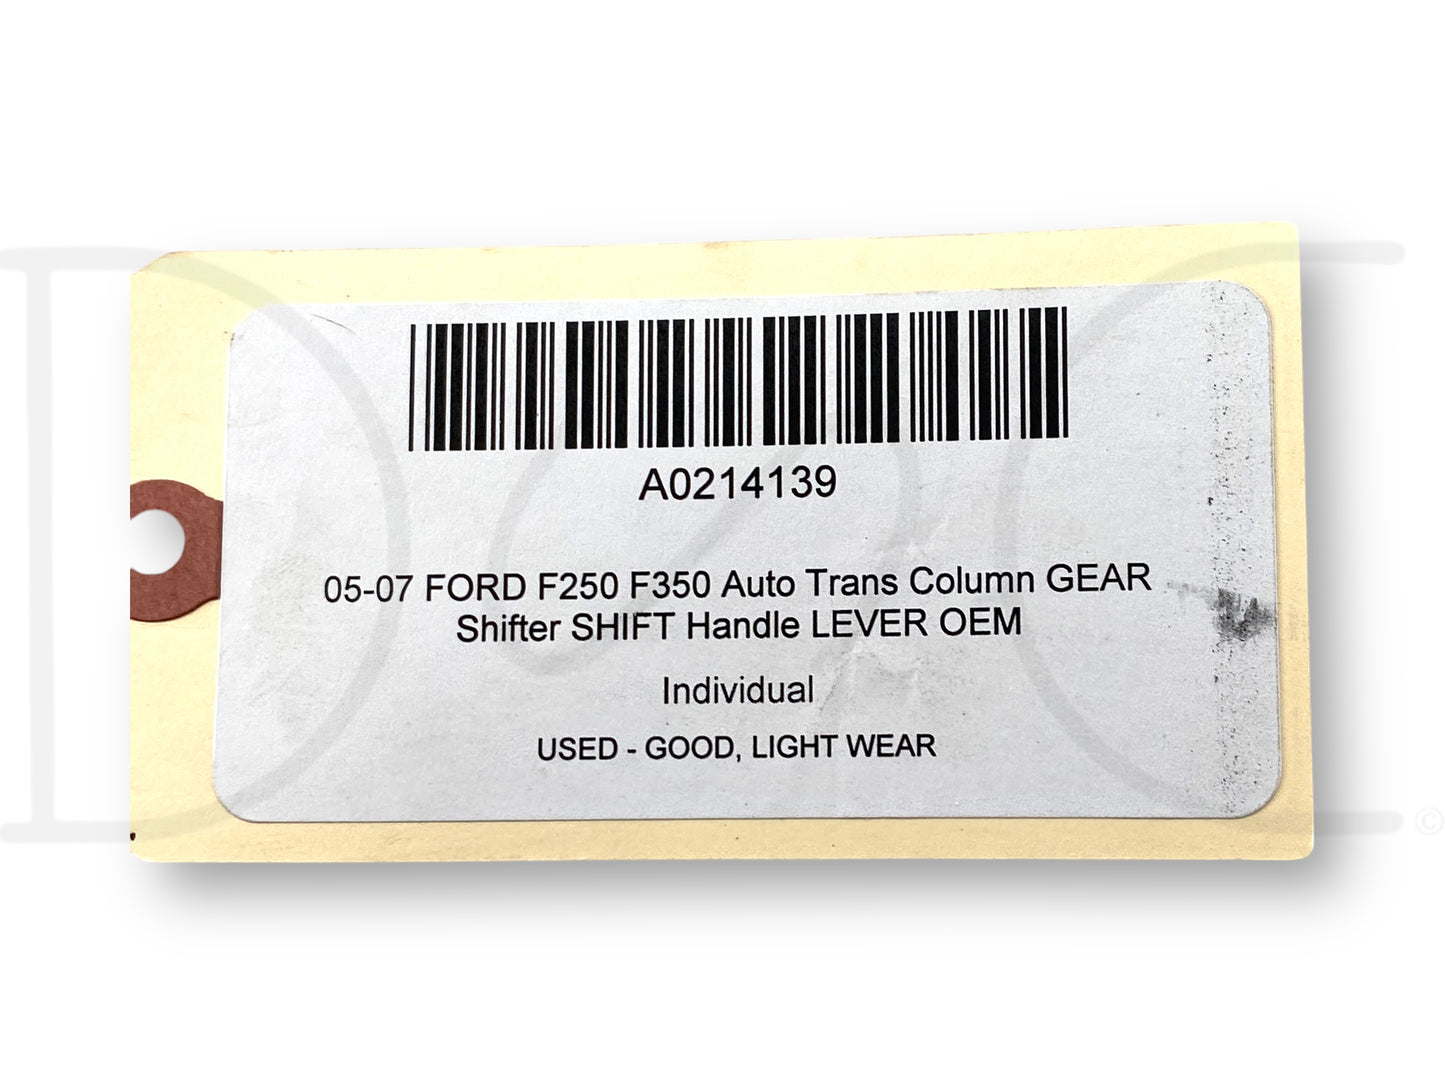 A0214139
05-07 FORD F250 F350 Auto Trans Column GEAR
Shifter SHIFT Handle LEVER OEM
Individual
USED - GOOD, LIGHT WEAR
©